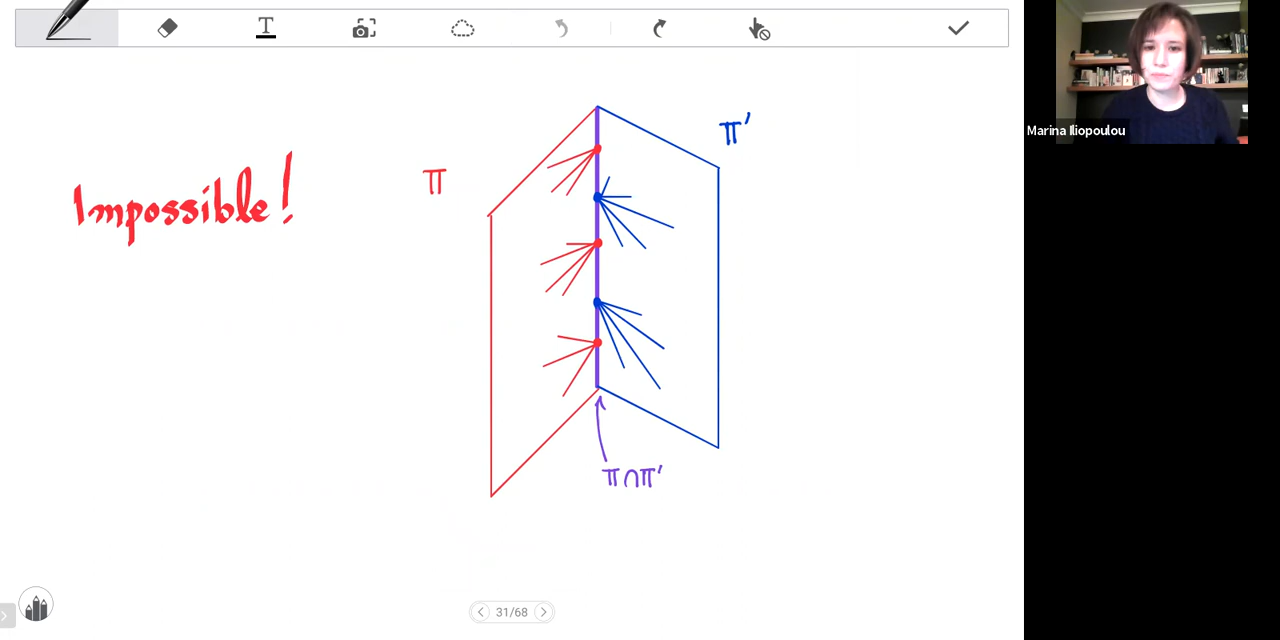 T
Marina Iliopoulou
π′
π
Impossible!
π∩π′
31/68